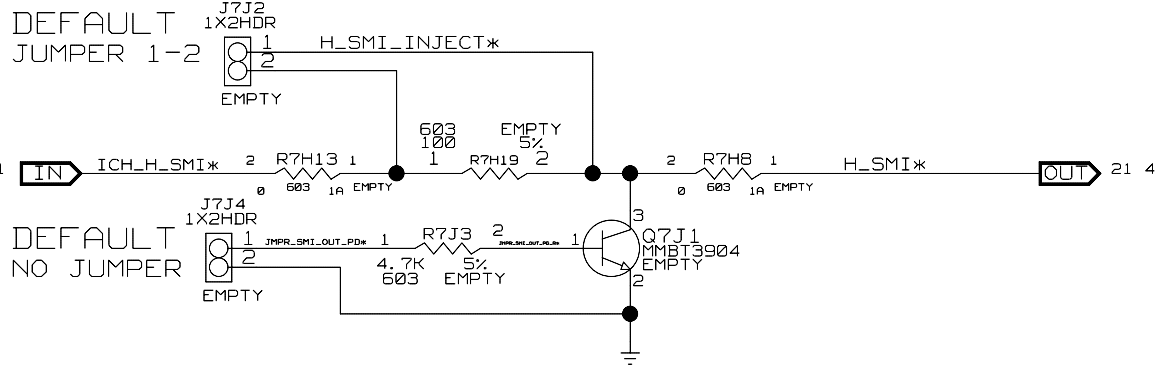 DEFAULT
JUMPER 1-2
J7J2
1X2HDR
1
2
EMPTY
H_SMI_INJECT*
603
100
1
R7H19
EMPTY
5%
2
IN
ICH_H_SMI*
2
R7H13
1
0
603
1A
EMPTY
2
R7H8
1
0
603
1A
EMPTY
H_SMI*
OUT
21 4
DEFAULT
NO JUMPER
J7J4
1X2HDR
1
2
EMPTY
JMPR_SMI_OUT_PD*
1
R7J3
2
4.7K
603
5%
EMPTY
JMPR_SMI_OUT_PD_R*
1
3
Q7J1
MMBT3904
EMPTY
2